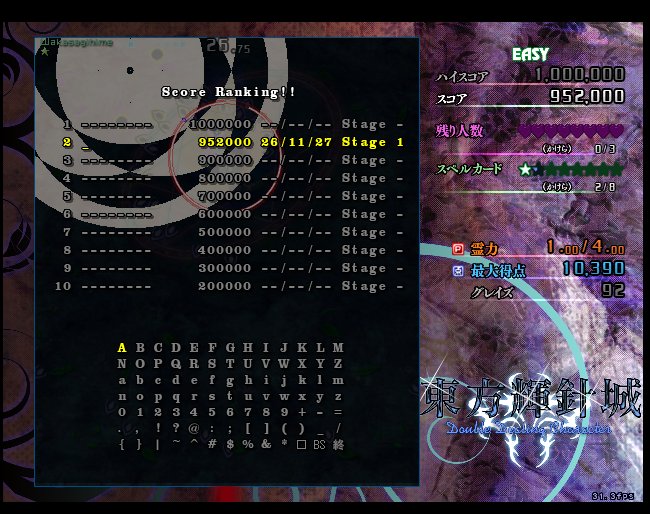 Wakasagihime
25.75
Score Ranking!!
1 -------- 1000000 --/--/-- Stage -
2 _ 952000 26/11/27 Stage 1
3 -------- 900000 --/--/-- Stage -
4 -------- 800000 --/--/-- Stage -
5 -------- 700000 --/--/-- Stage -
6 -------- 600000 --/--/-- Stage -
7 -------- 500000 --/--/-- Stage -
8 -------- 400000 --/--/-- Stage -
9 -------- 300000 --/--/-- Stage -
10 -------- 200000 --/--/-- Stage -
A B C D E F G H I J K L M
N O P Q R S T U V W X Y Z
a b c d e f g h i j k l m
n o p q r s t u v w x y z
0 1 2 3 4 5 6 7 8 9 + - =
. , ! ? @ : ; [ ] ( ) _ /
{ } | ~ ^ # $ % & * □ BS 終
EASY
ハイスコア 1,000,000
スコア 952,000
残り人数
(かけら) 0/3
スペルカード
(かけら) 2/8
P 霊力 1.00/4.00
点 最大得点 10,390
グレイズ 92
東方輝針城
Double Dealing Character
31.3fps